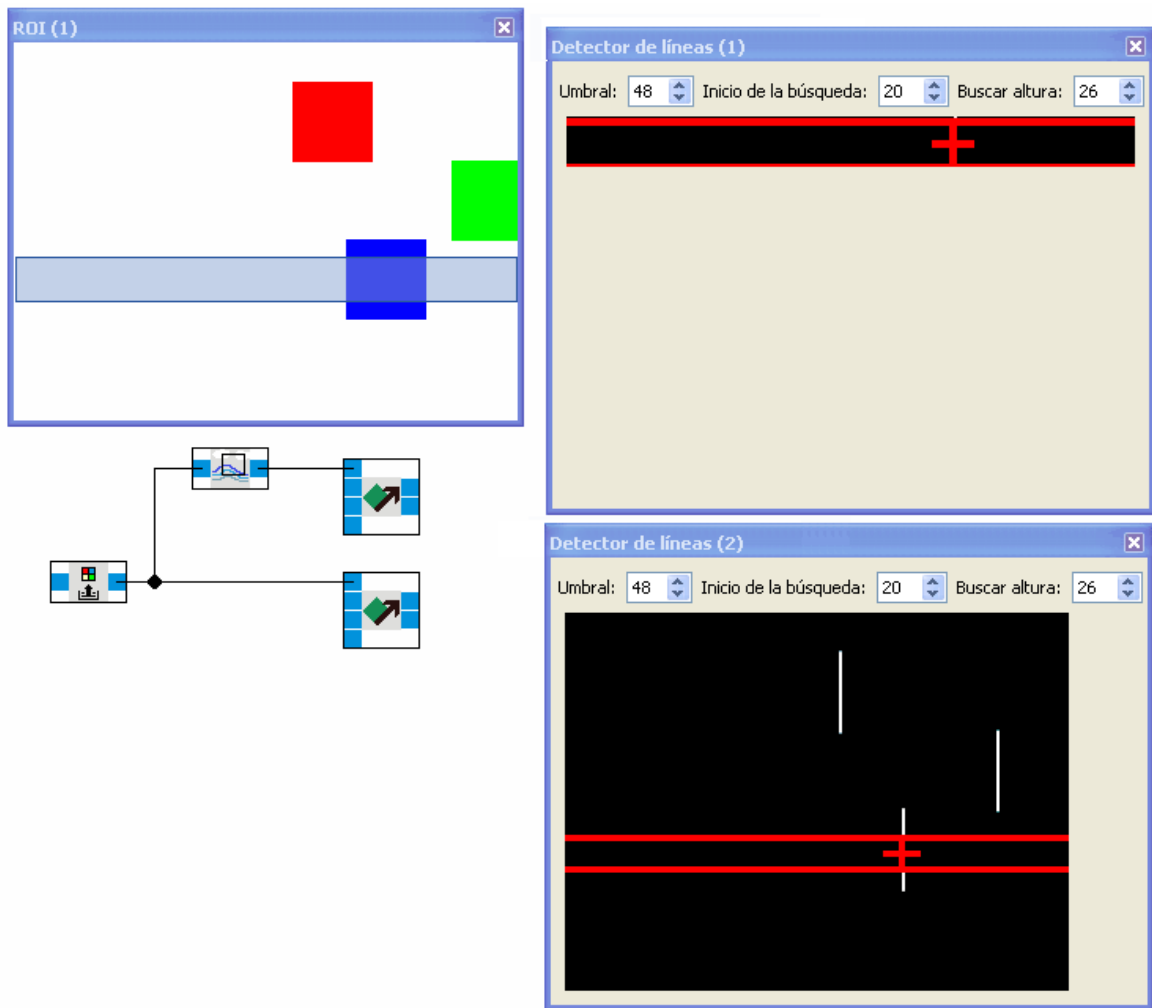 ROI (1)
Detector de líneas (1)
Umbral: 48 Inicio de la búsqueda: 20 Buscar altura: 26
Detector de líneas (2)
Umbral: 48 Inicio de la búsqueda: 20 Buscar altura: 26